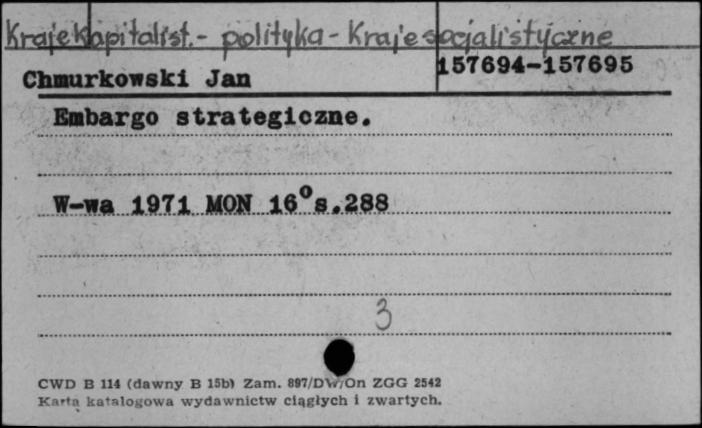 Kraje kapitalist. - polityka - Kraje socjalistyczne
Chmurkowski Jan
157694-157695
Embargo strategiczne.
W-wa 1971 MON 16° s.288
3
CWD B 114 (dawny B 15b) Zam. 897/DW/On ZGG 2542
Karta katalogowa wydawnictw ciągłych i zwartych.